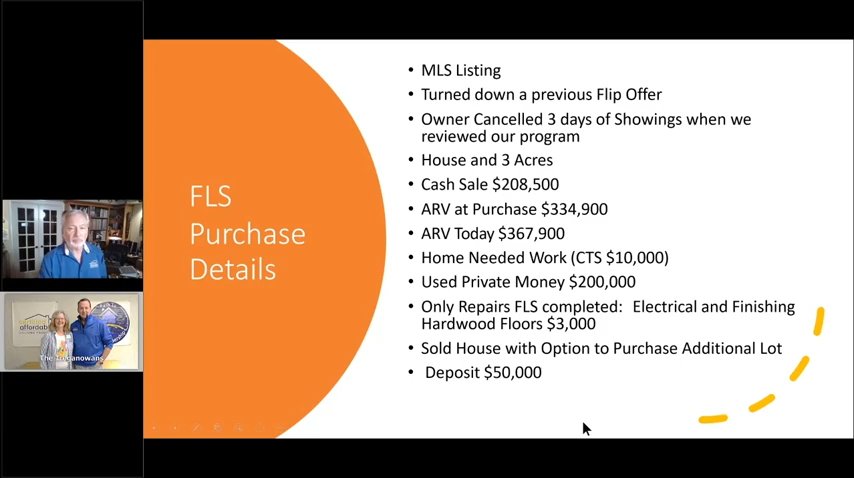 FLS
Purchase
Details
• MLS Listing
• Turned down a previous Flip Offer
• Owner Cancelled 3 days of Showings when we
reviewed our program
• House and 3 Acres
• Cash Sale $208,500
• ARV at Purchase $334,900
• ARV Today $367,900
• Home Needed Work (CTS $10,000)
• Used Private Money $200,000
• Only Repairs FLS completed: Electrical and Finishing
Hardwood Floors $3,000
• Sold House with Option to Purchase Additional Lot
• Deposit $50,000
affordable